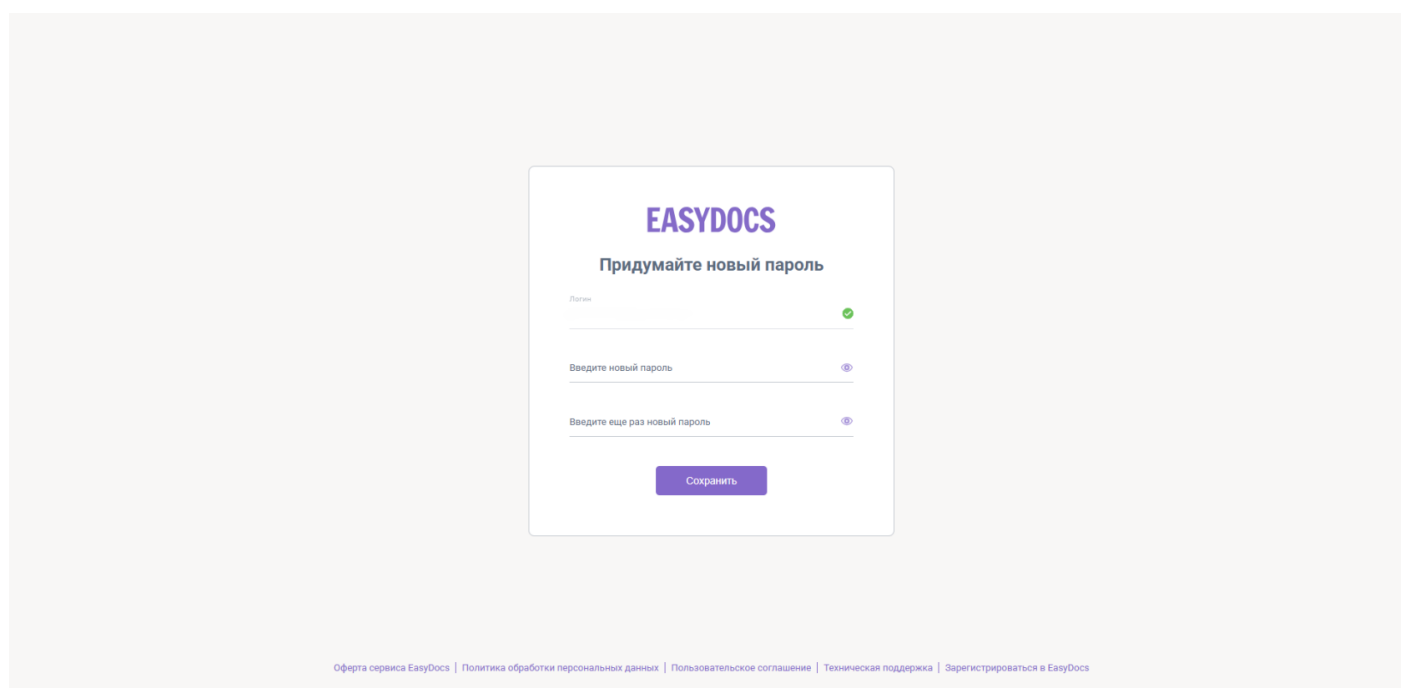 EASYDOCS
Придумайте новый пароль
Логин
Введите новый пароль
Введите еще раз новый пароль
Сохранить
Оферта сервиса EasyDocs | Политика обработки персональных данных | Пользовательское соглашение | Техническая поддержка | Зарегистрироваться в EasyDocs